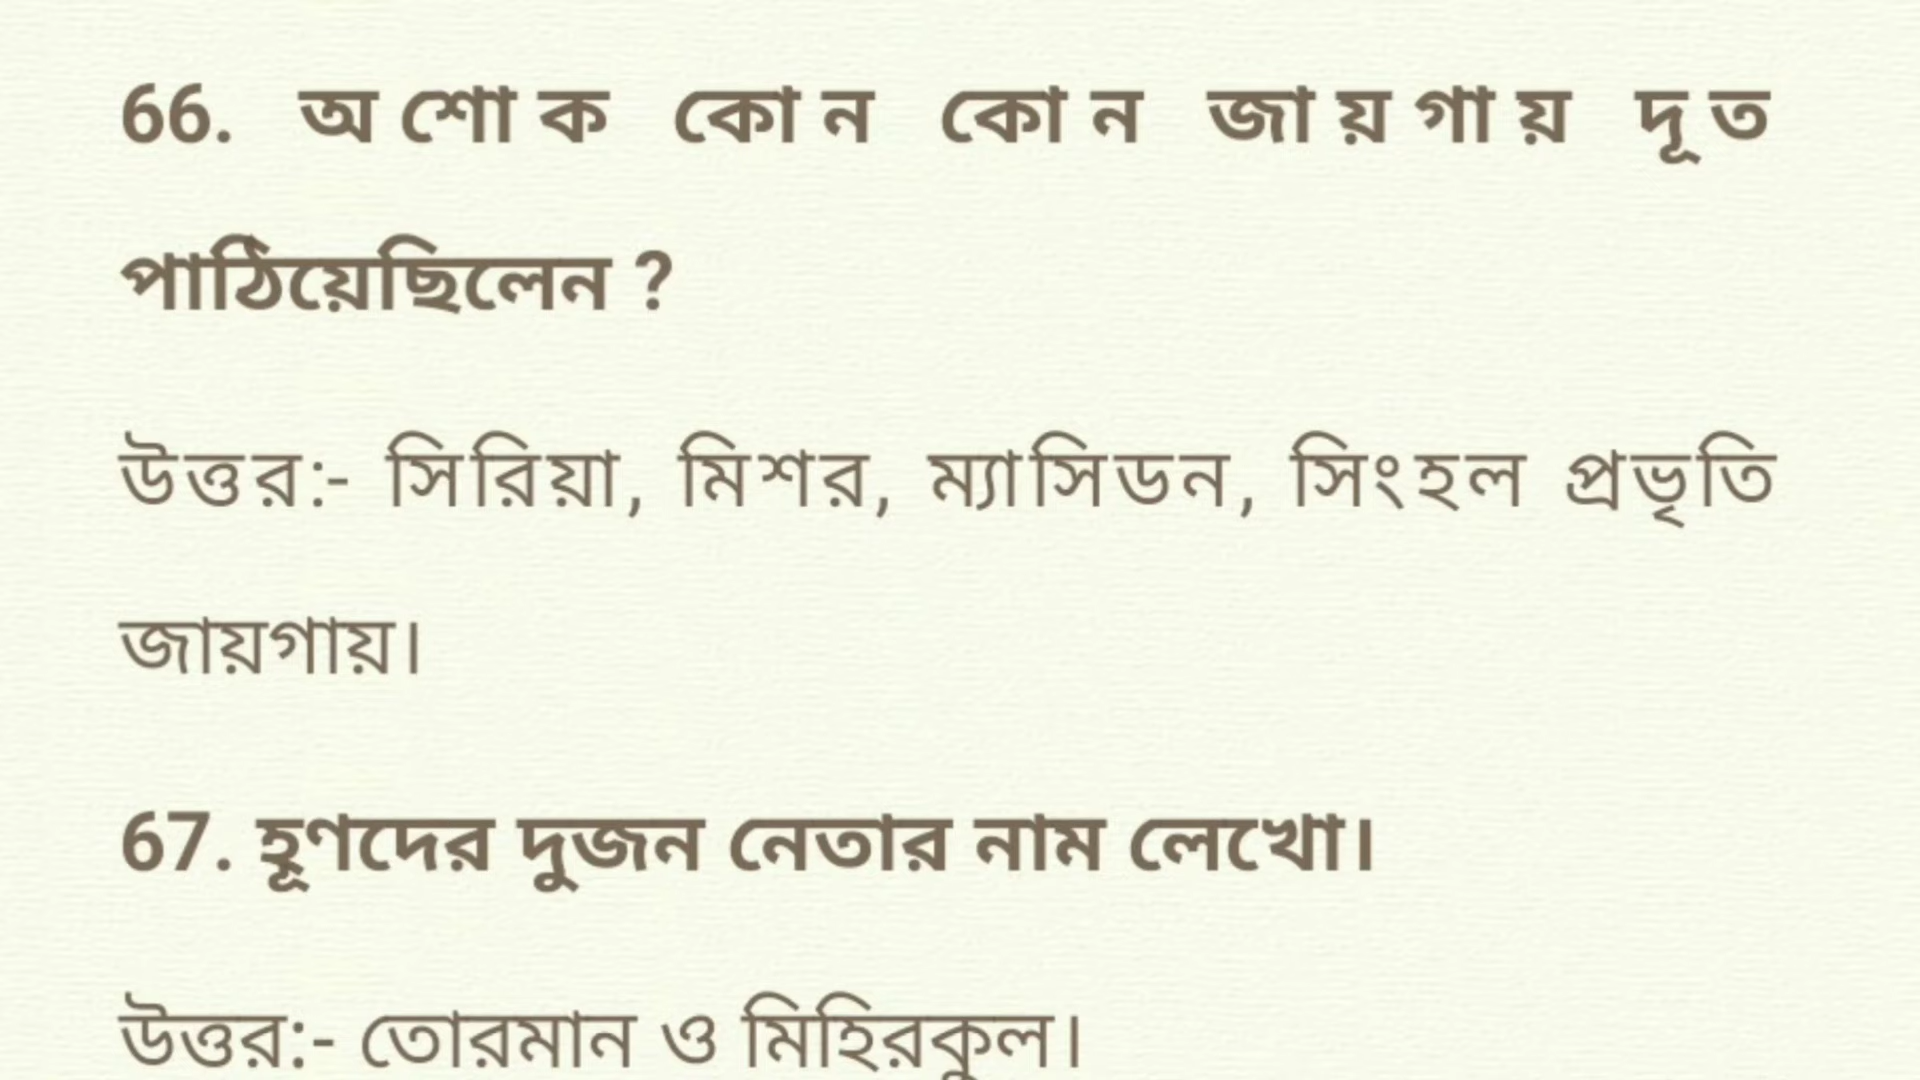 66. অশোক কোন কোন জায়গায় দূত
পাঠিয়েছিলেন ?
উত্তর:- সিরিয়া, মিশর, ম্যাসিডন, সিংহল প্রভৃতি
জায়গায়।
67. হূণদের দুজন নেতার নাম লেখো।
উত্তর:- তোরমান ও মিহিরকুল।